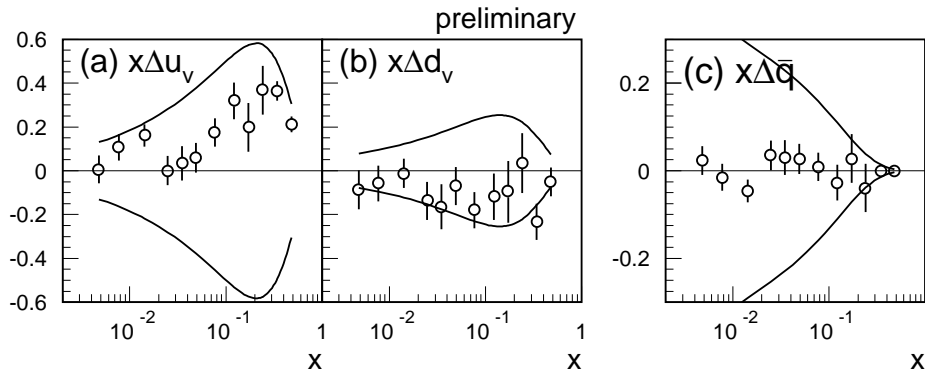 preliminary
(a) xΔu_v
(b) xΔd_v
(c) xΔq̄
0.6
0.4
0.2
0
-0.2
-0.4
-0.6
0.2
0
-0.2
10⁻² 10⁻¹ 1
10⁻² 10⁻¹ 1
10⁻² 10⁻¹
x
x
x